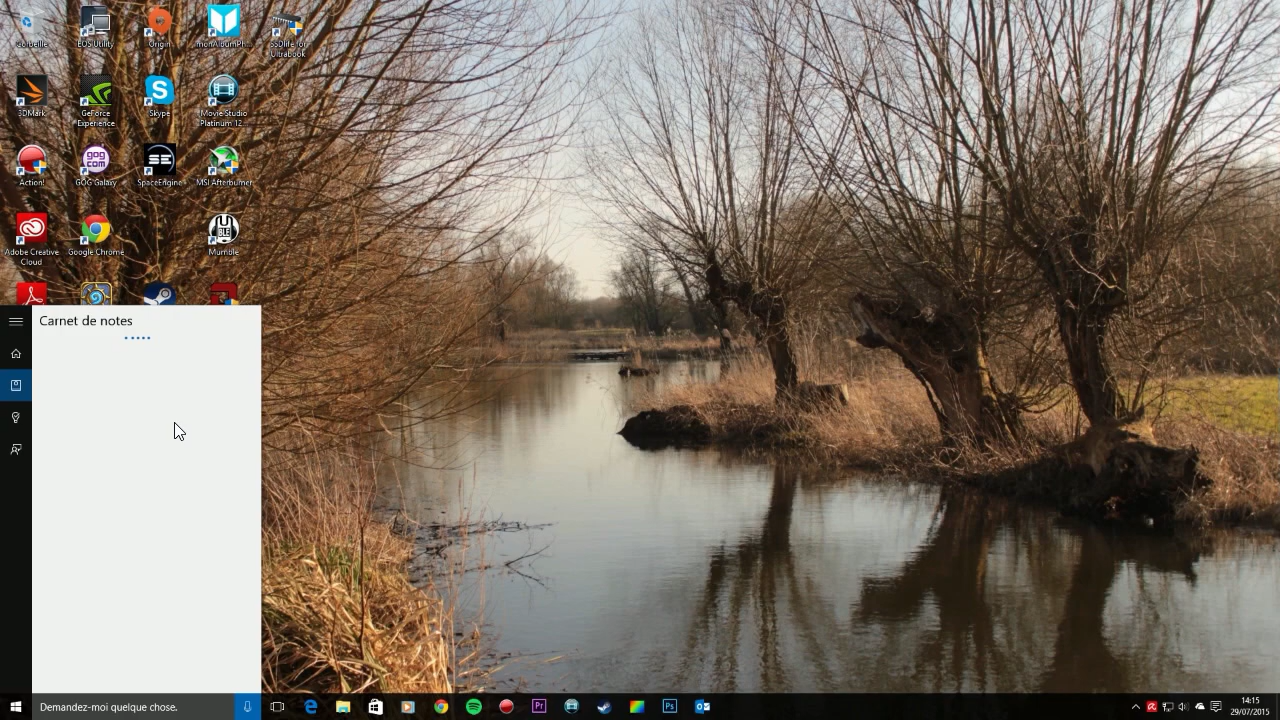 Corbeille
EOS Utility
Origin
monAlbumPh...
SSDlife for
Ultrabook
3DMark
GeForce
Experience
Skype
Movie Studio
Platinum 12...
Action!
GOG Galaxy
SpaceEngine
MSI Afterburner
Adobe Creative
Cloud
Google Chrome
Mumble
Carnet de notes
Demandez-moi quelque chose.
14:15
29/07/2015